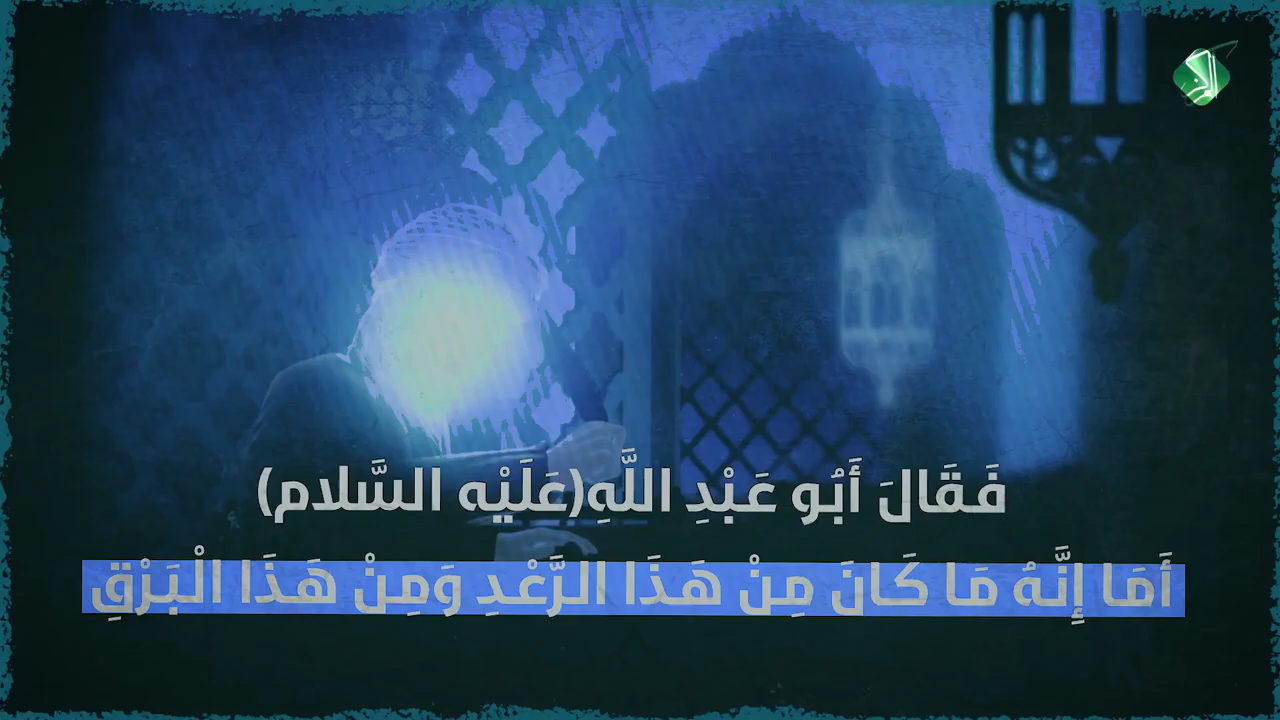 فَقَالَ أَبُو عَبْدِ اللَّهِ(عَلَيْه السَّلام)
أَمَا إِنَّهُ مَا كَانَ مِنْ هَذَا الرَّعْدِ وَمِنْ هَذَا الْبَرْقِ